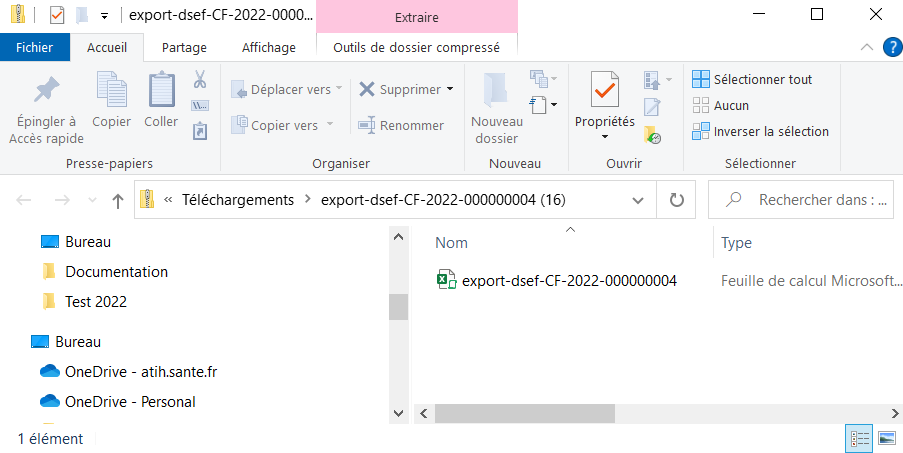 export-dsef-CF-2022-0000...
Extraire
Fichier
Accueil
Partage
Affichage
Outils de dossier compressé
Épingler à
Accès rapide
Copier
Coller
Déplacer vers
Copier vers
Supprimer
Renommer
Nouveau
dossier
Propriétés
Sélectionner tout
Aucun
Inverser la sélection
Presse-papiers
Organiser
Nouveau
Ouvrir
Sélectionner
« Téléchargements > export-dsef-CF-2022-000000004 (16)
Rechercher dans : ...
Bureau
Documentation
Test 2022
Bureau
OneDrive - atih.sante.fr
OneDrive - Personal
Nom
Type
export-dsef-CF-2022-000000004
Feuille de calcul Microsoft...
1 élément